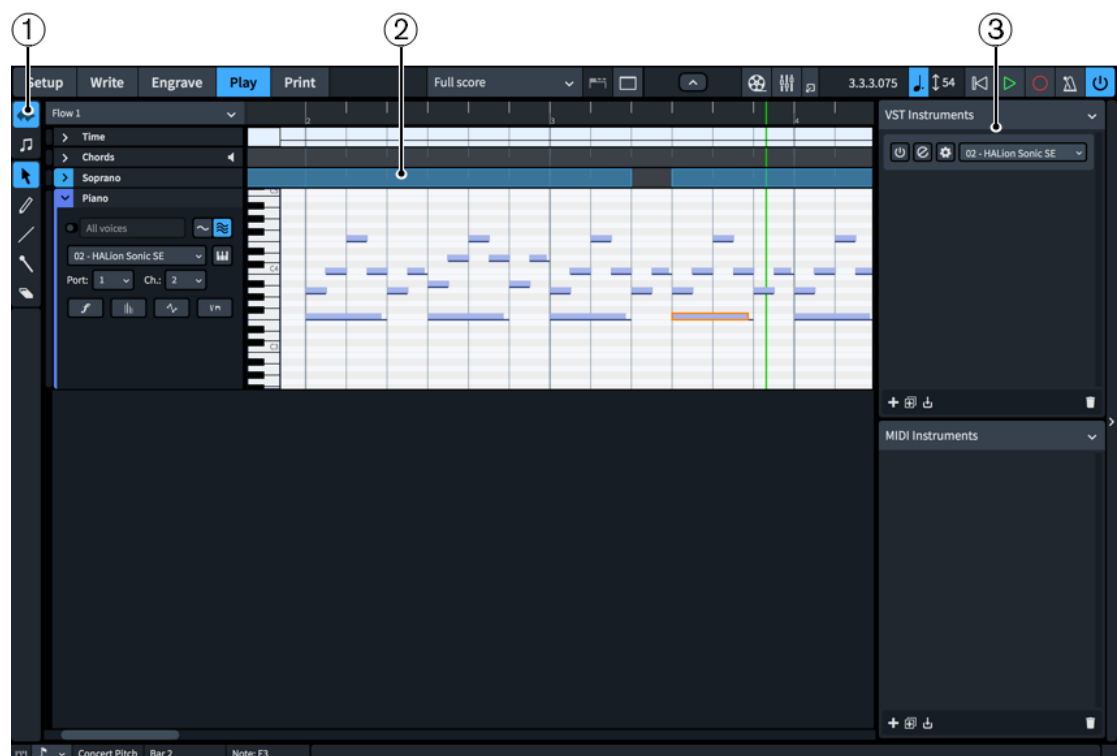 1 2 3
Setup Write Engrave Play Print Full score 3.3.3.075 54
Flow 1 2 3 4 VST Instruments
Time
Chords 02 - HALion Sonic SE
Soprano
Piano
All voices
02 - HALion Sonic SE C4
Port: 1 Ch.: 2
C3
MIDI Instruments
Concert Pitch Bar 2 Note: F3